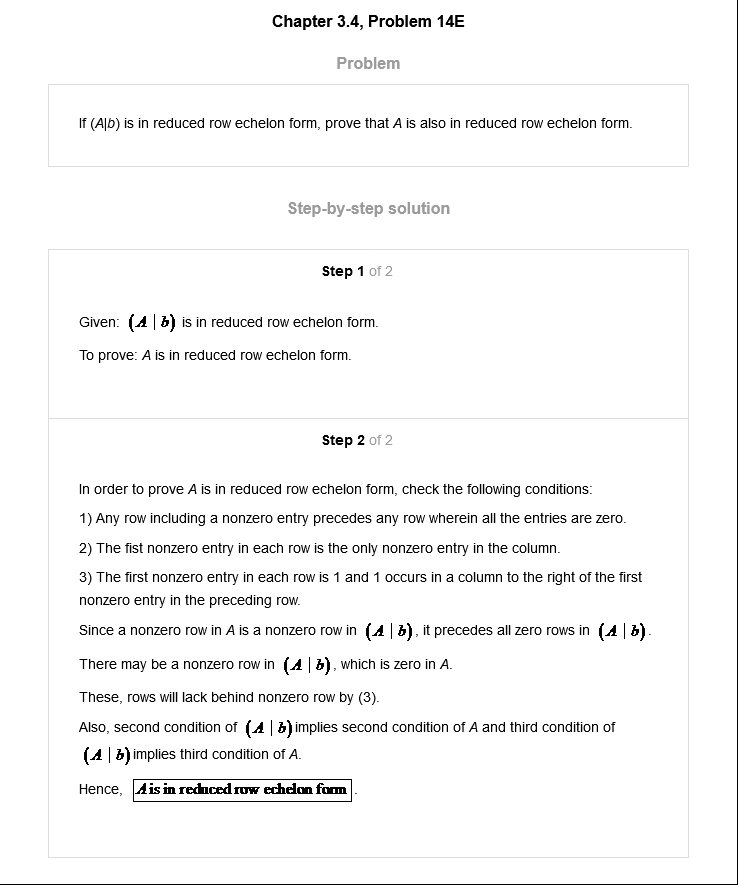 Chapter 3.4, Problem 14E
Problem
If (A|b) is in reduced row echelon form, prove that A is also in reduced row echelon form.
Step-by-step solution
Step 1 of 2
Given: (A | b) is in reduced row echelon form.
To prove: A is in reduced row echelon form.
Step 2 of 2
In order to prove A is in reduced row echelon form, check the following conditions:
1) Any row including a nonzero entry precedes any row wherein all the entries are zero.
2) The fist nonzero entry in each row is the only nonzero entry in the column.
3) The first nonzero entry in each row is 1 and 1 occurs in a column to the right of the first
nonzero entry in the preceding row.
Since a nonzero row in A is a nonzero row in (A | b), it precedes all zero rows in (A | b).
There may be a nonzero row in (A | b), which is zero in A.
These, rows will lack behind nonzero row by (3).
Also, second condition of (A | b) implies second condition of A and third condition of
(A | b) implies third condition of A.
Hence, A is in reduced row echelon form.